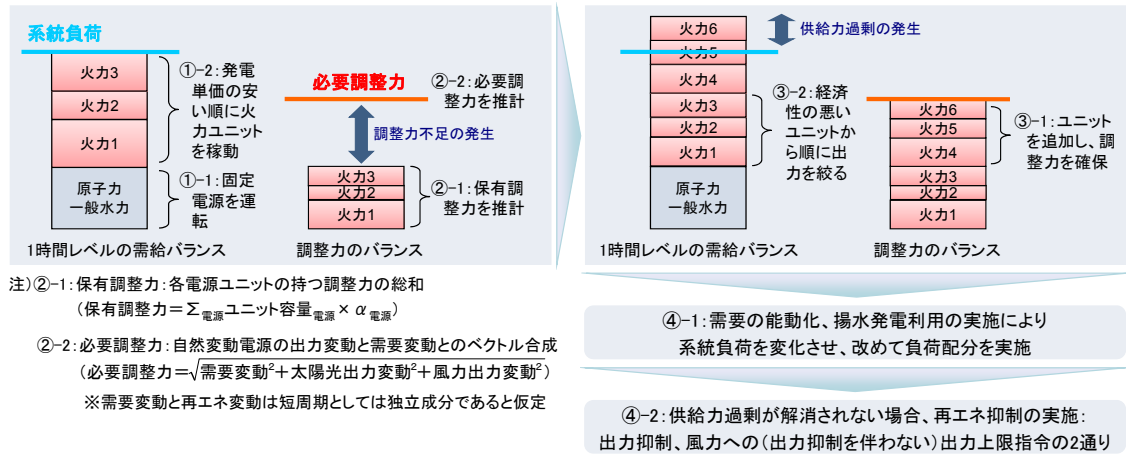 系統負荷
火力3
火力2
火力1
原子力
一般水力
①-2:発電
単価の安
い順に火
力ユニット
を稼動
①-1:固定
電源を運
転
1時間レベルの需給バランス
必要調整力
②-2:必要調
整力を推計
調整力不足の発生
火力3
火力2
火力1
②-1:保有調
整力を推計
調整力のバランス
火力6
火力5
火力4
火力3
火力2
火力1
原子力
一般水力
供給力過剰の発生
③-2:経済
性の悪い
ユニットか
ら順に出
力を絞る
1時間レベルの需給バランス
火力6
火力5
火力4
火力3
火力2
火力1
③-1:ユニット
を追加し、調
整力を確保
調整力のバランス
注)②-1:保有調整力:各電源ユニットの持つ調整力の総和
(保有調整力=Σ電源ユニット容量電源×α電源)
②-2:必要調整力:自然変動電源の出力変動と需要変動とのベクトル合成
(必要調整力=√需要変動²+太陽光出力変動²+風力出力変動²)
※需要変動と再エネ変動は短周期としては独立成分であると仮定
④-1:需要の能動化、揚水発電利用の実施により
系統負荷を変化させ、改めて負荷配分を実施
④-2:供給力過剰が解消されない場合、再エネ抑制の実施:
出力抑制、風力への(出力抑制を伴わない)出力上限指令の2通り